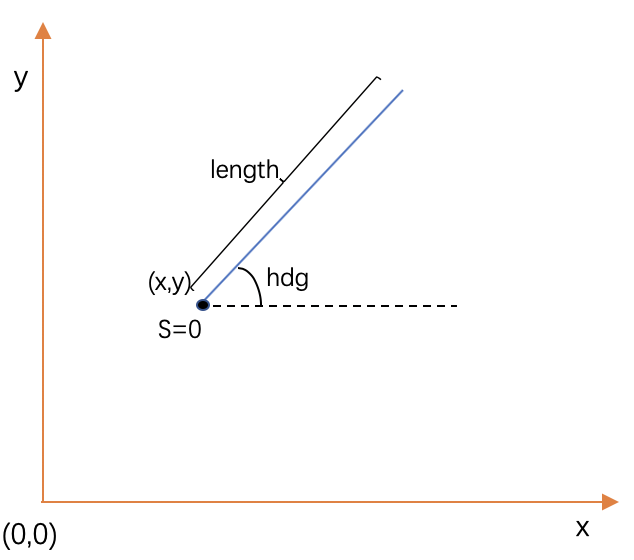 y
length
(x,y)
hdg
S=0
(0,0)
x